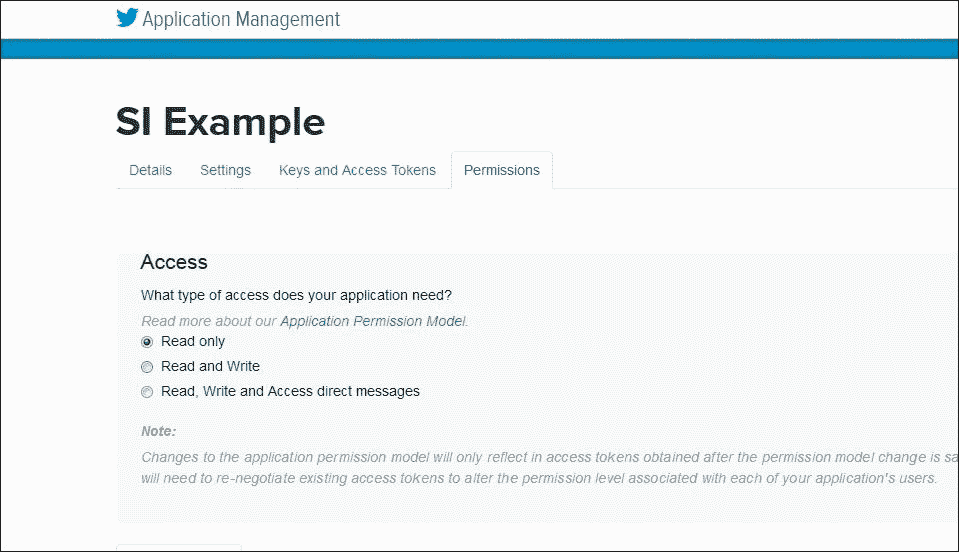 Application Management
SI Example
Details Settings Keys and Access Tokens Permissions
Access
What type of access does your application need?
Read more about our Application Permission Model.
Read only
Read and Write
Read, Write and Access direct messages
Note:
Changes to the application permission model will only reflect in access tokens obtained after the permission model change is
will need to re-negotiate existing access tokens to alter the permission level associated with each of your application's users.